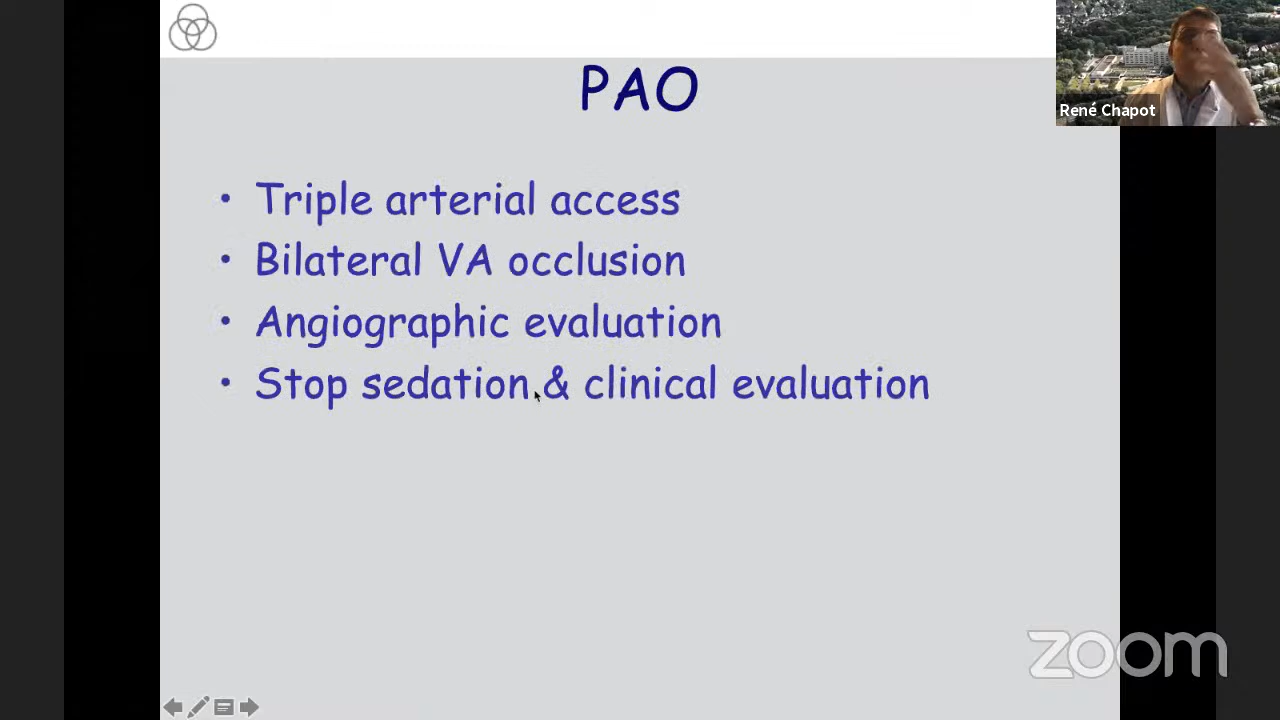 PAO
René Chapot
• Triple arterial access
• Bilateral VA occlusion
• Angiographic evaluation
• Stop sedation & clinical evaluation
zoom